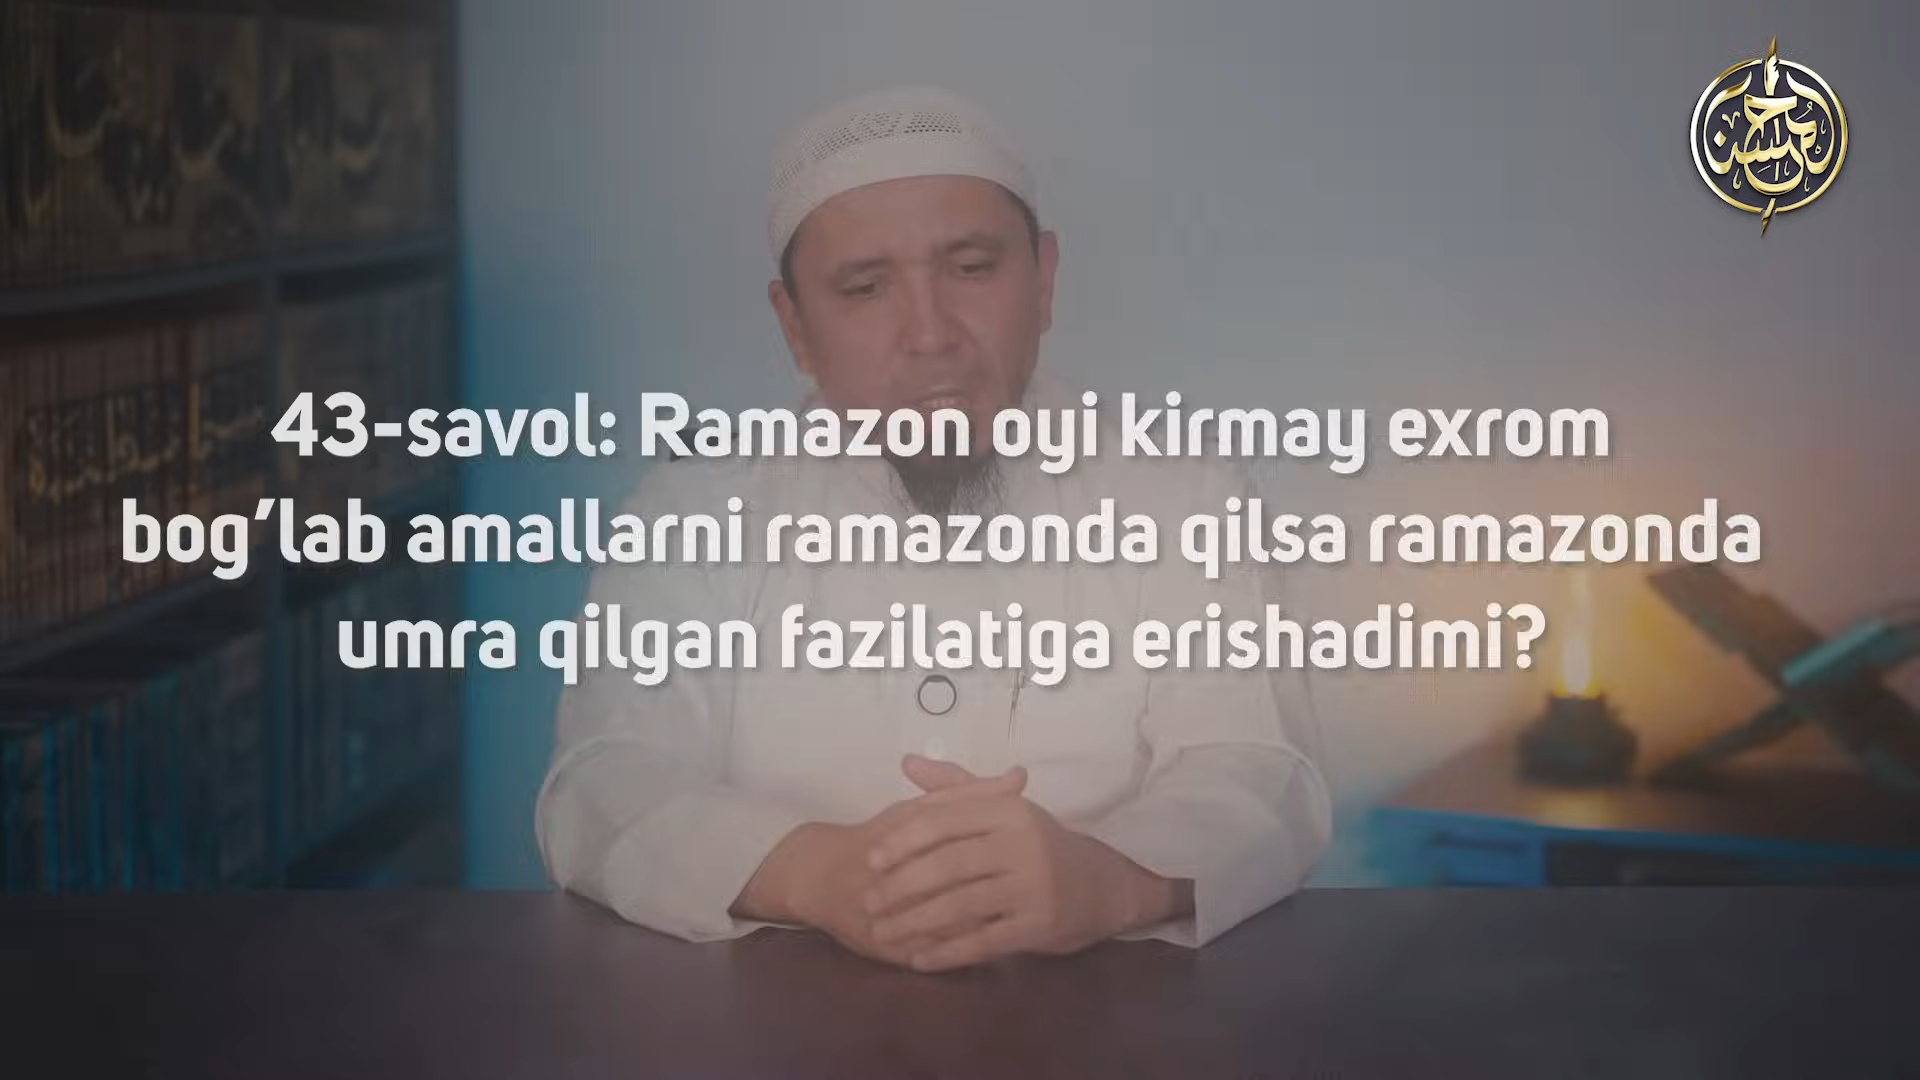 43-savol: Ramazon oyi kirmay exrom
bog’lab amallarni ramazonda qilsa ramazonda
umra qilgan fazilatiga erishadimi?